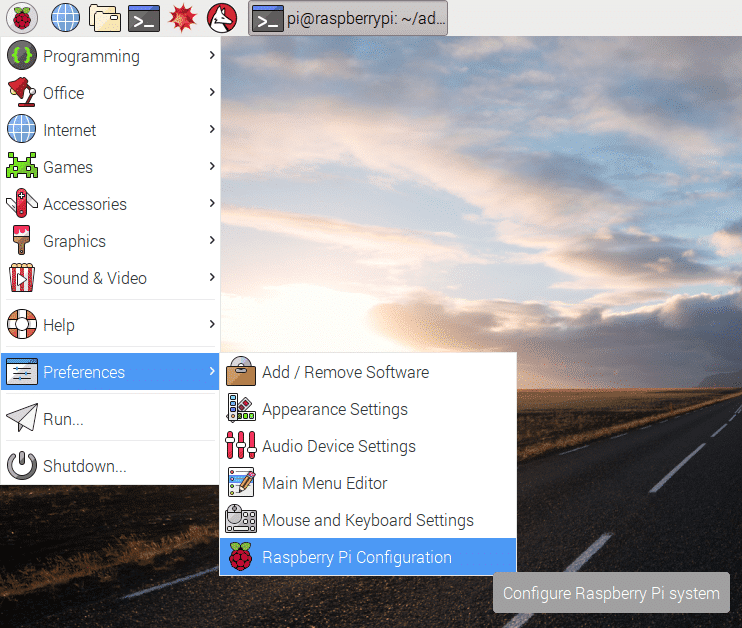 pi@raspberrypi: ~/ad...
Programming
Office
Internet
Games
Accessories
Graphics
Sound & Video
Help
Preferences
Run...
Shutdown...
Add / Remove Software
Appearance Settings
Audio Device Settings
Main Menu Editor
Mouse and Keyboard Settings
Raspberry Pi Configuration
Configure Raspberry Pi system